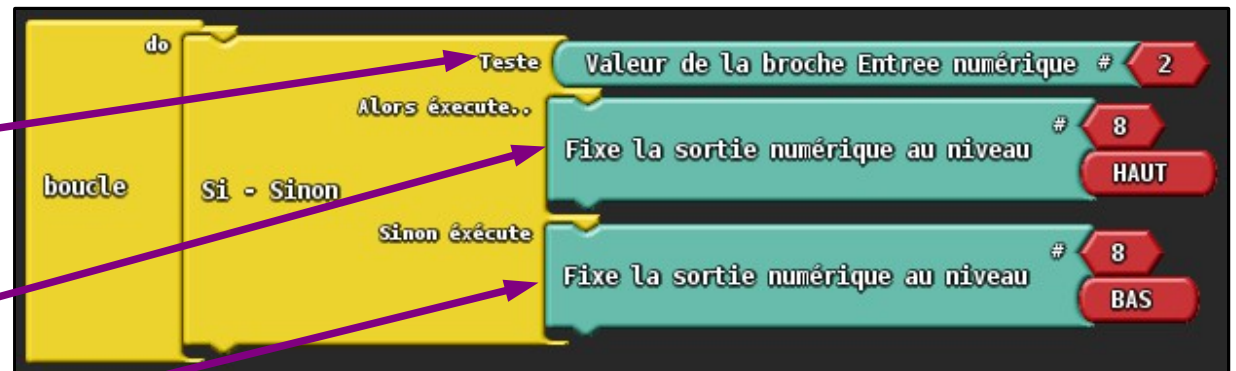 do
Teste Valeur de la broche Entree numérique # 2
Alors éxecute..
Fixe la sortie numérique au niveau # 8
HAUT
boucle Si - Sinon
Sinon éxécute
Fixe la sortie numérique au niveau # 8
BAS